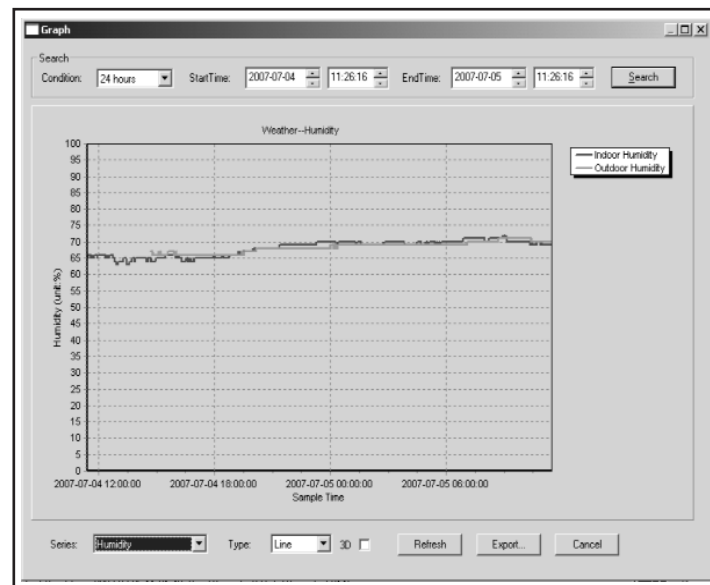 Graph
Search
Condition: 24 hours StartTime: 2007-07-04 11:26:16 EndTime: 2007-07-05 11:26:16 Search
Weather--Humidity
Indoor Humidity
Outdoor Humidity
Humidity (unit:%)
100
95
90
85
80
75
70
65
60
55
50
45
40
35
30
25
20
15
10
5
0
2007-07-04 12:00:00 2007-07-04 18:00:00 2007-07-05 00:00:00 2007-07-05 06:00:00
Sample Time
Series: Humidity Type: Line 3D Refresh Export... Cancel